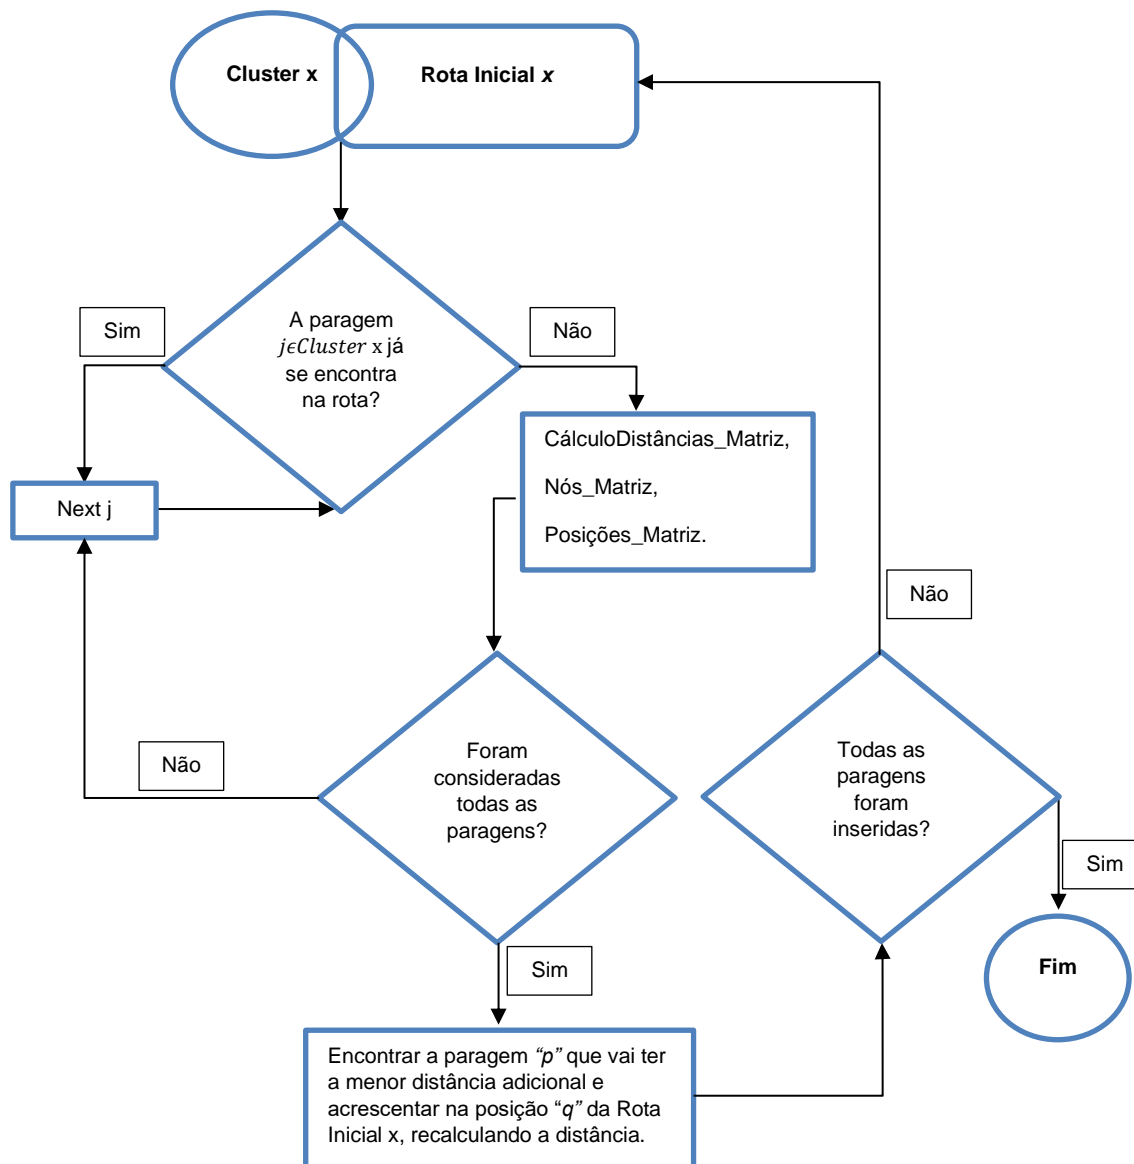 Cluster x
Rota Inicial x
A paragem
jϵCluster x já
se encontra
na rota?
Sim
Não
Next j
CálculoDistâncias_Matriz,
Nós_Matriz,
Posições_Matriz.
Não
Não
Foram
consideradas
todas as
paragens?
Todas as
paragens
foram
inseridas?
Sim
Sim
Fim
Encontrar a paragem “p” que vai ter
a menor distância adicional e
acrescentar na posição “q” da Rota
Inicial x, recalculando a distância.